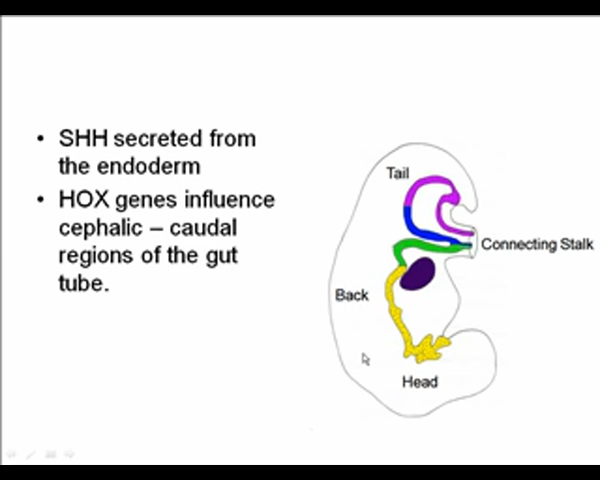 • SHH secreted from
the endoderm
• HOX genes influence
cephalic – caudal
regions of the gut
tube.
Tail
Connecting Stalk
Back
Head